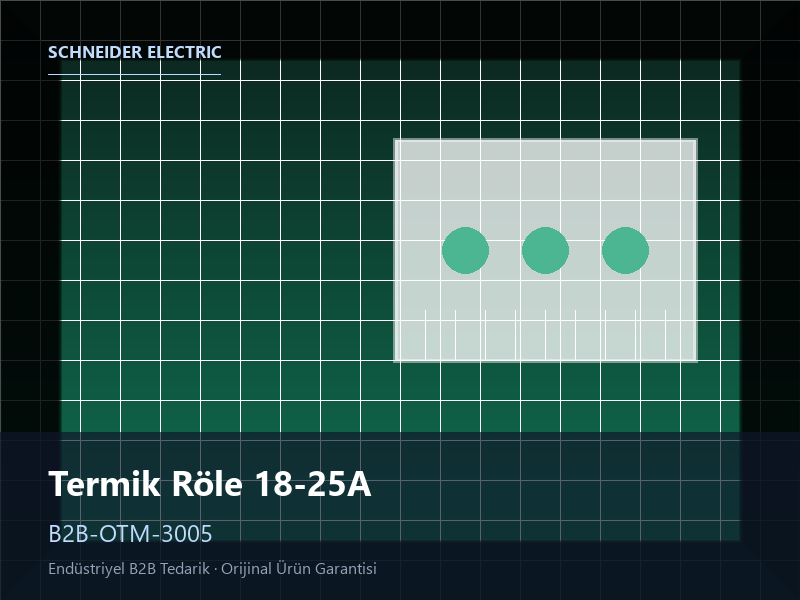 SCHNEIDER ELECTRIC
Termik Röle 18-25A
B2B-OTM-3005
Endüstriyel B2B Tedarik · Orijinal Ürün Garantisi